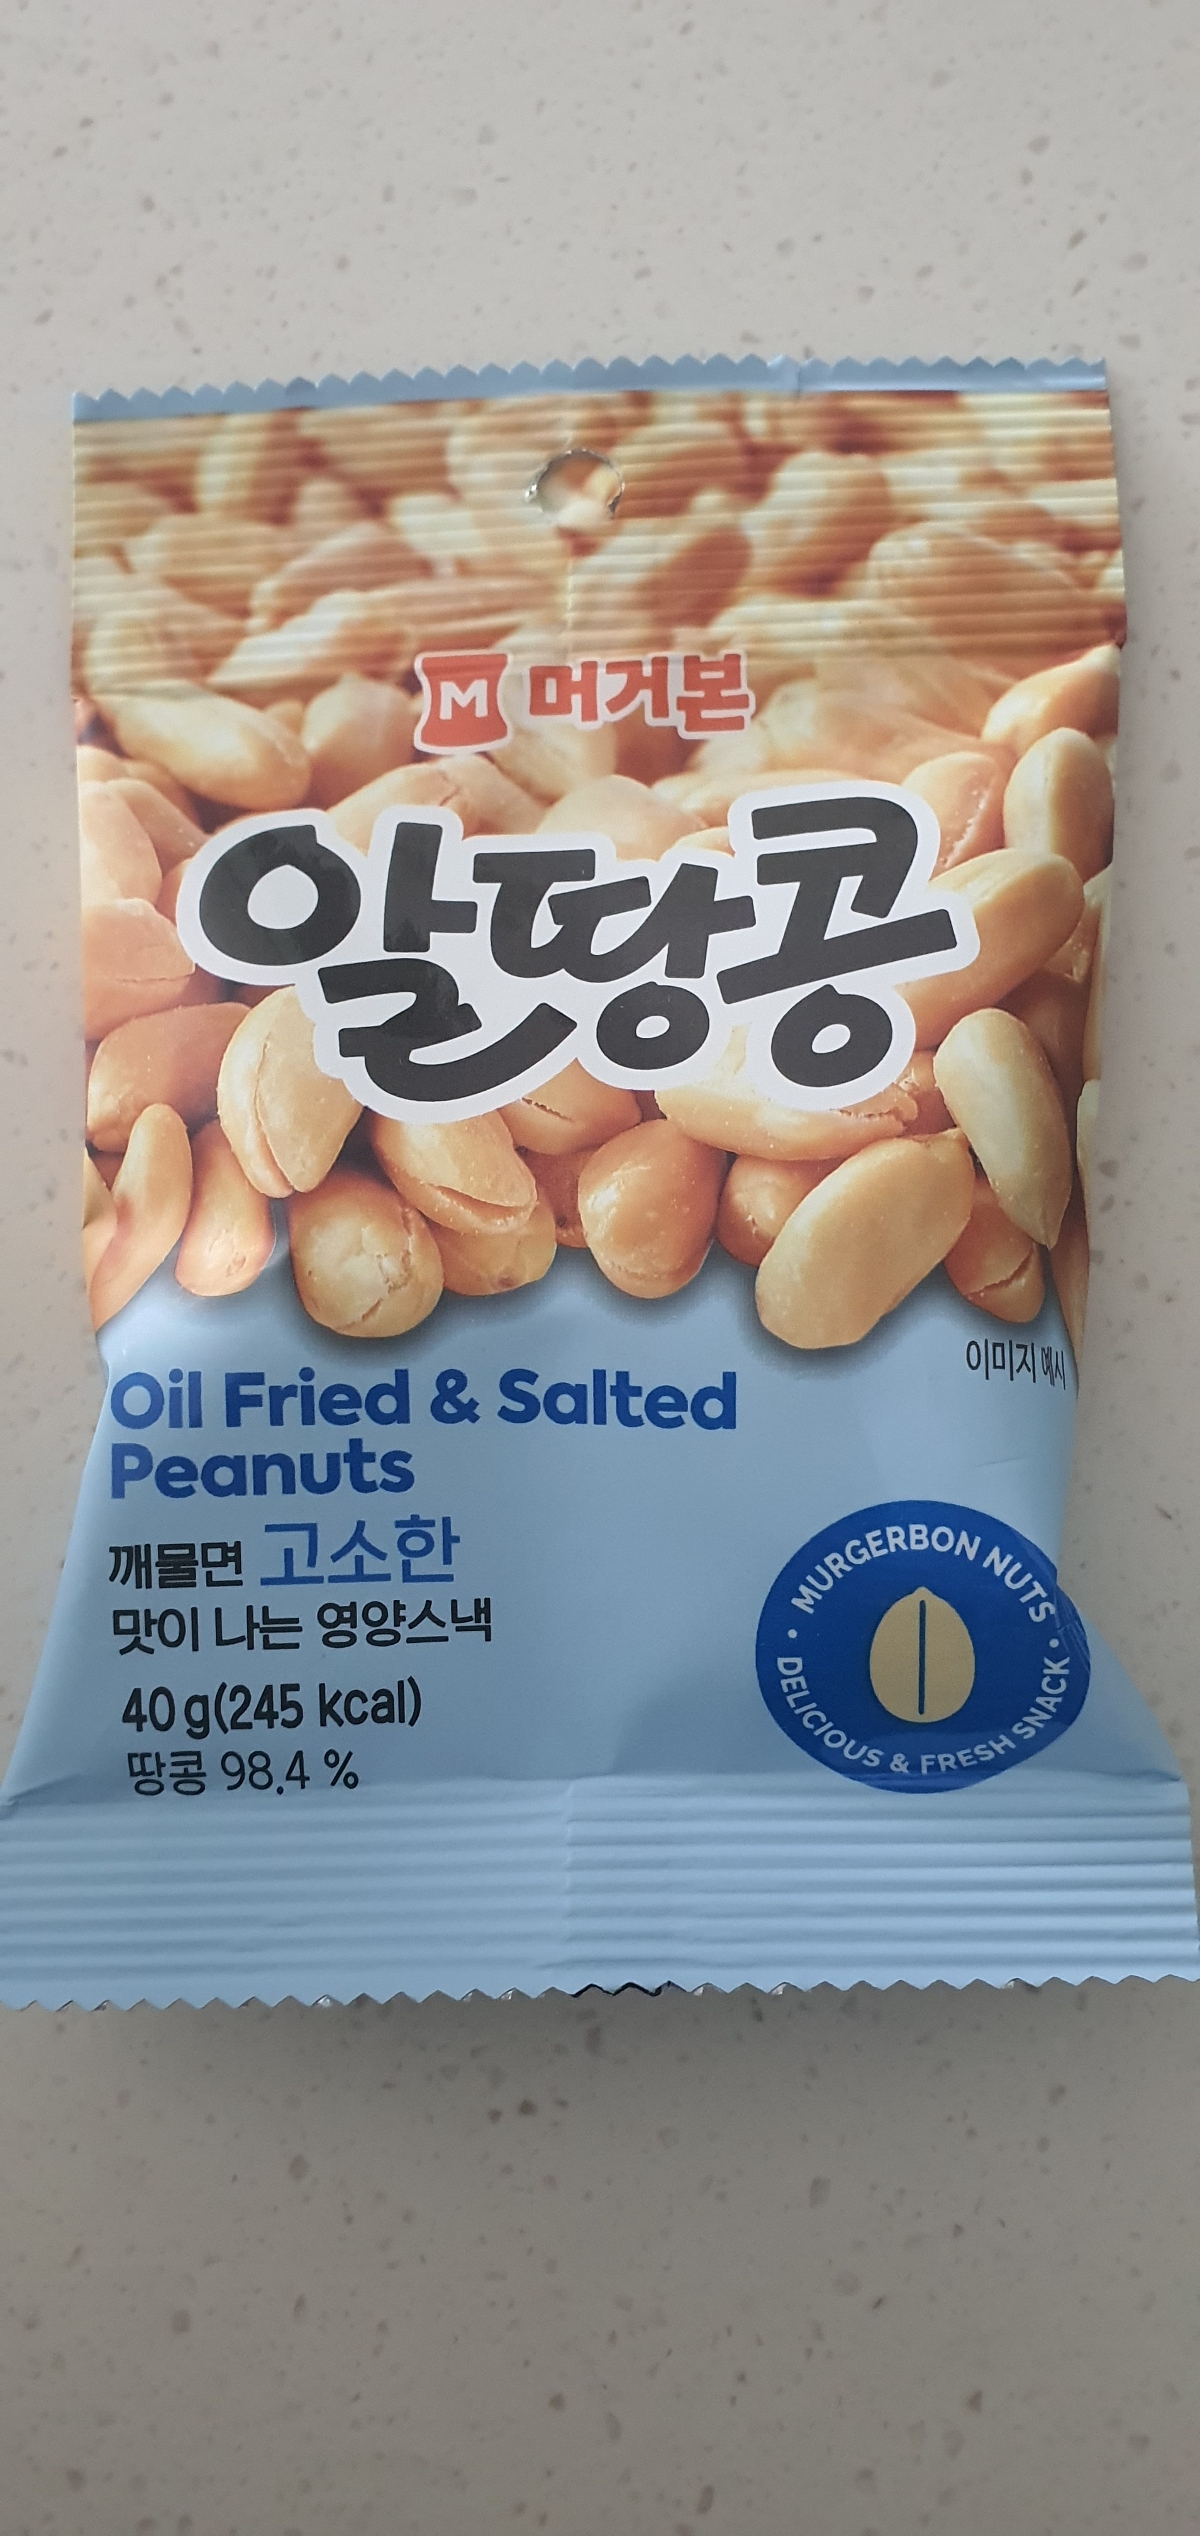 M 머거본
알땅콩
이미지 예시
Oil Fried & Salted
Peanuts
깨물면 고소한
맛이 나는 영양스낵
40 g(245 kcal)
땅콩 98.4 %
• MURGERBON NUTS •
DELICIOUS & FRESH SNACK